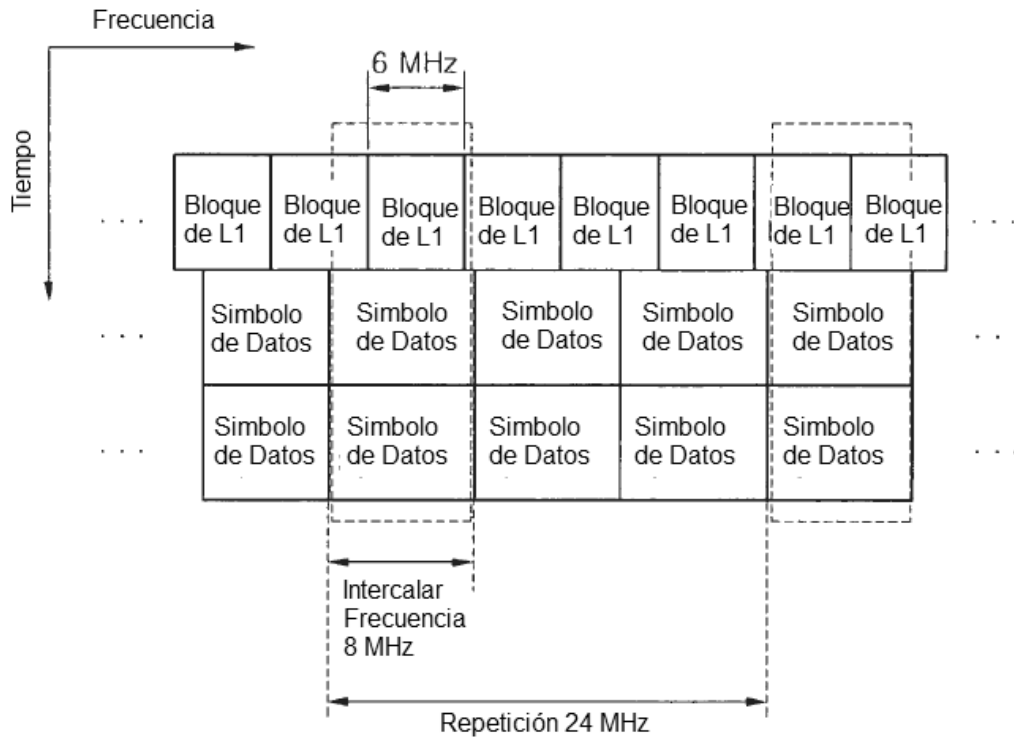 Frecuencia
6 MHz
Tiempo
. . . Bloque Bloque Bloque Bloque Bloque Bloque Bloque Bloque . . .
de L1 de L1 de L1 de L1 de L1 de L1 de L1 de L1
. . . Simbolo Simbolo Simbolo Simbolo Simbolo . .
de Datos de Datos de Datos de Datos de Datos
. . . Simbolo Simbolo Simbolo Simbolo Simbolo . . .
de Datos de Datos de Datos de Datos de Datos
Intercalar
Frecuencia
8 MHz
Repetición 24 MHz